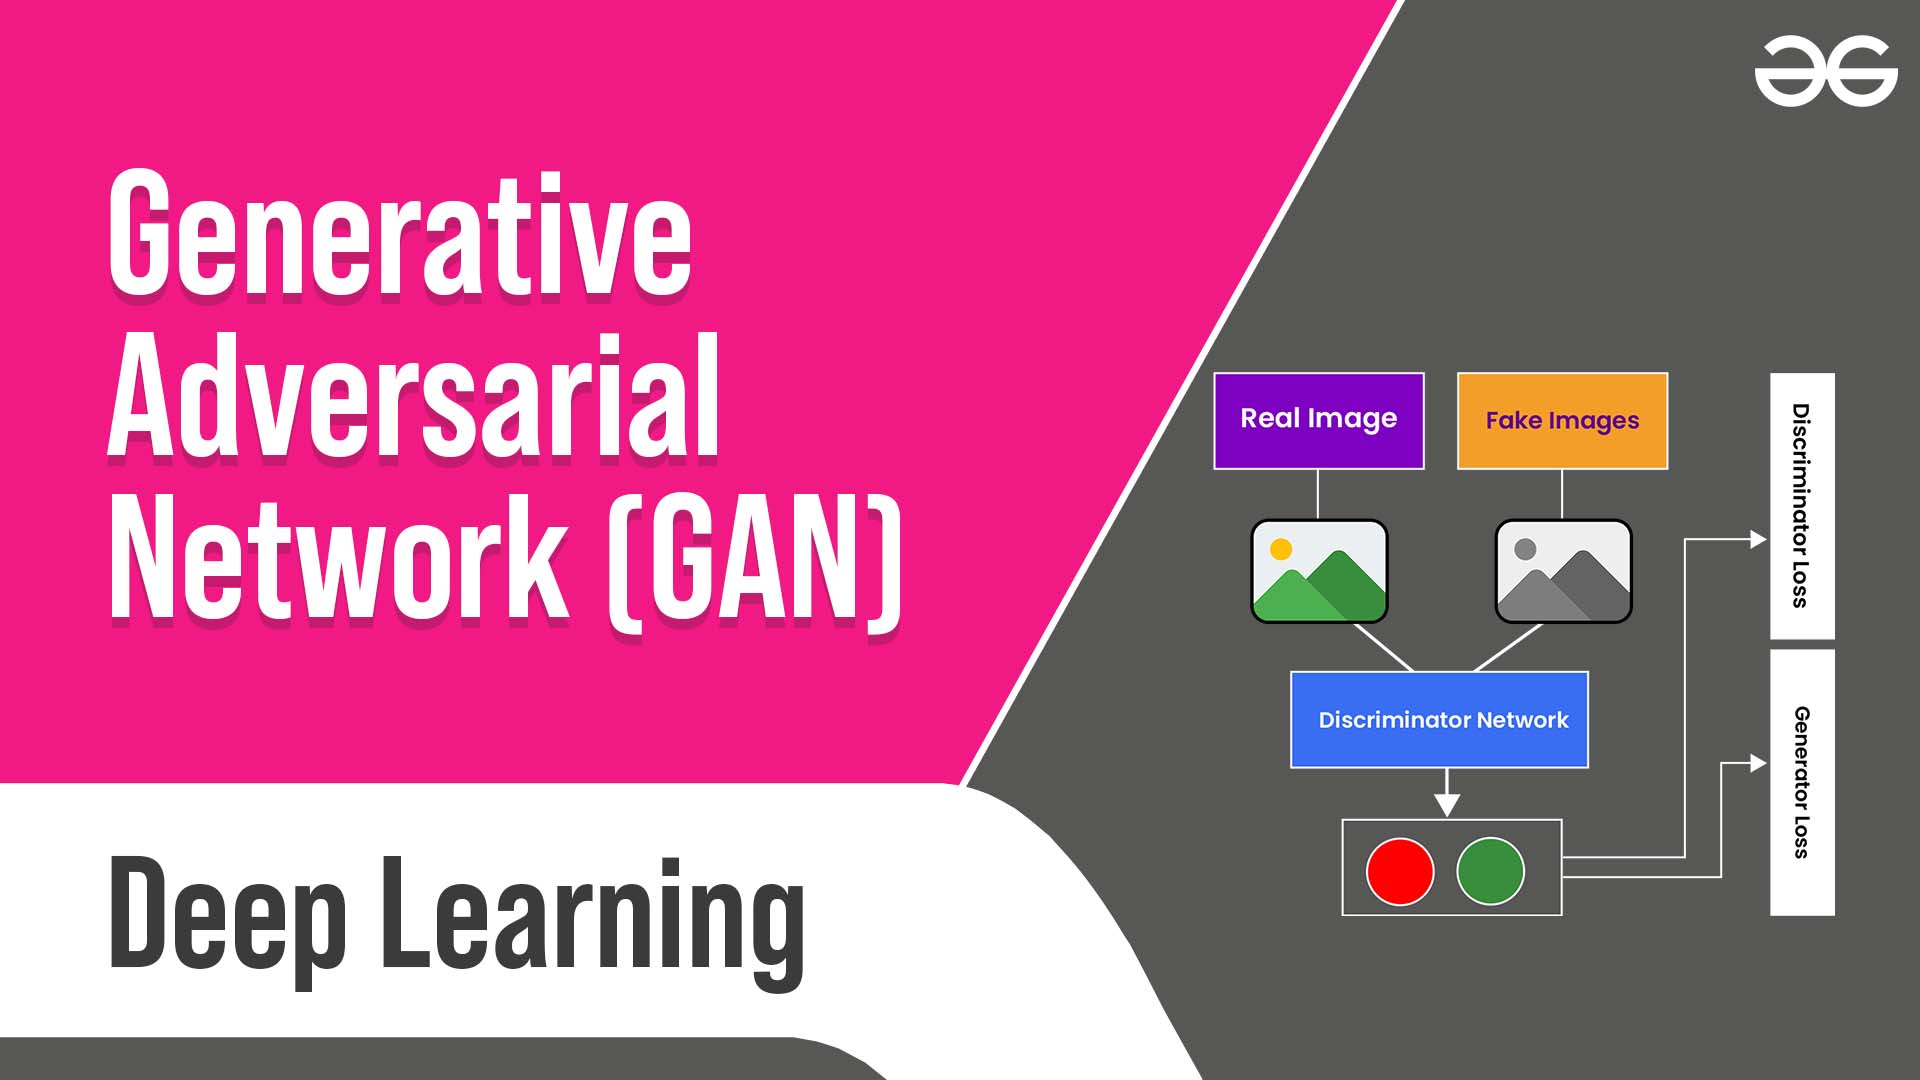 Generative
Adversarial
Network (GAN)
Deep Learning
Real Image
Fake Images
Discriminator Network
Discriminator Loss
Generator Loss